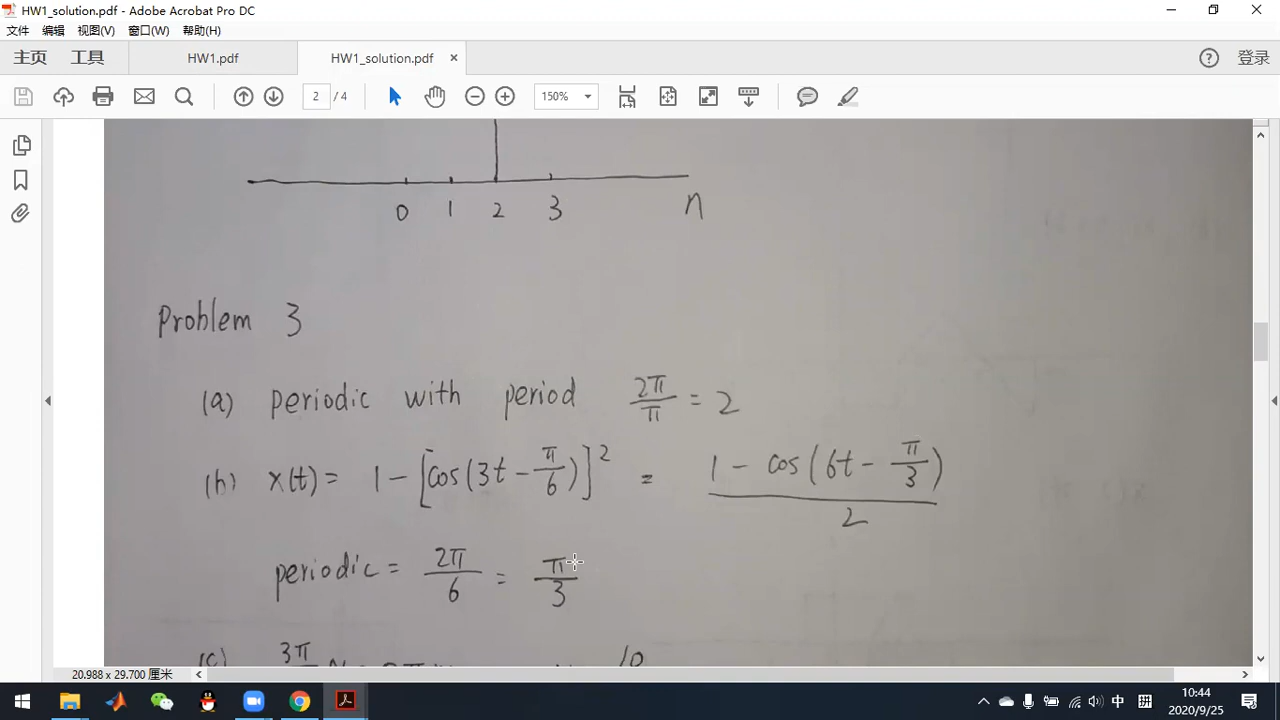 HW1_solution.pdf - Adobe Acrobat Pro DC
文件 编辑 视图(V) 窗口(W) 帮助(H)
主页 工具 HW1.pdf HW1_solution.pdf × 登录
2 / 4 150%
0 1 2 3 n
Problem 3
(a) periodic with period 2π/π = 2
(b) x(t) = 1 - [cos(3t - π/6)]² = (1 - cos(6t - π/3))/2
periodic = 2π/6 = π/3
(c) 3π 10
20.988 x 29.700 厘米
中 拼 10:44
2020/9/25